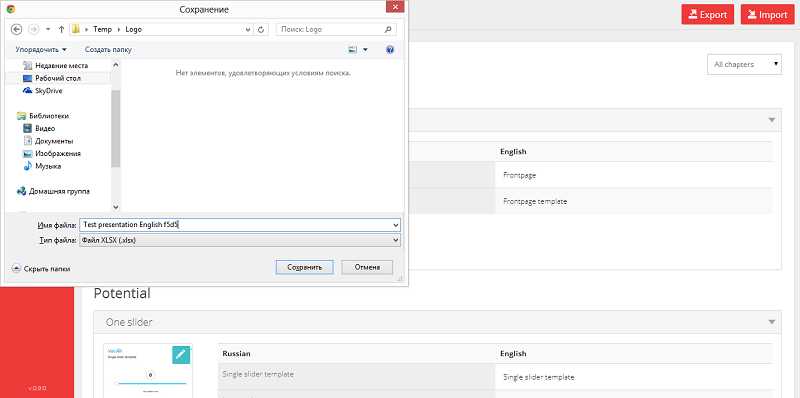 Сохранение
Temp
Logo
Поиск: Logo
Упорядочить
Создать папку
Недавние места
Рабочий стол
SkyDrive
Библиотеки
Видео
Документы
Изображения
Музыка
Домашняя группа
Нет элементов, удовлетворяющих условиям поиска.
Имя файла: Test presentation English f5d5
Тип файла: Файл XLSX (.xlsx)
Скрыть папки
Сохранить
Отмена
Export
Import
All chapters
English
Frontpage
Frontpage template
Potential
One slider
Russian English
Single slider template Single slider template
Single slider template
v.0.9.0